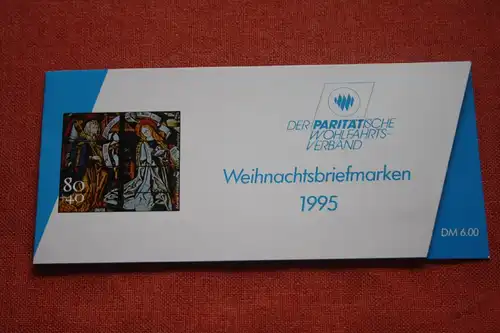 DER PARITÄTISCHE
WOHLFAHRTS-
VERBAND
80
+40
Weihnachtsbriefmarken
1995
DM 6.00